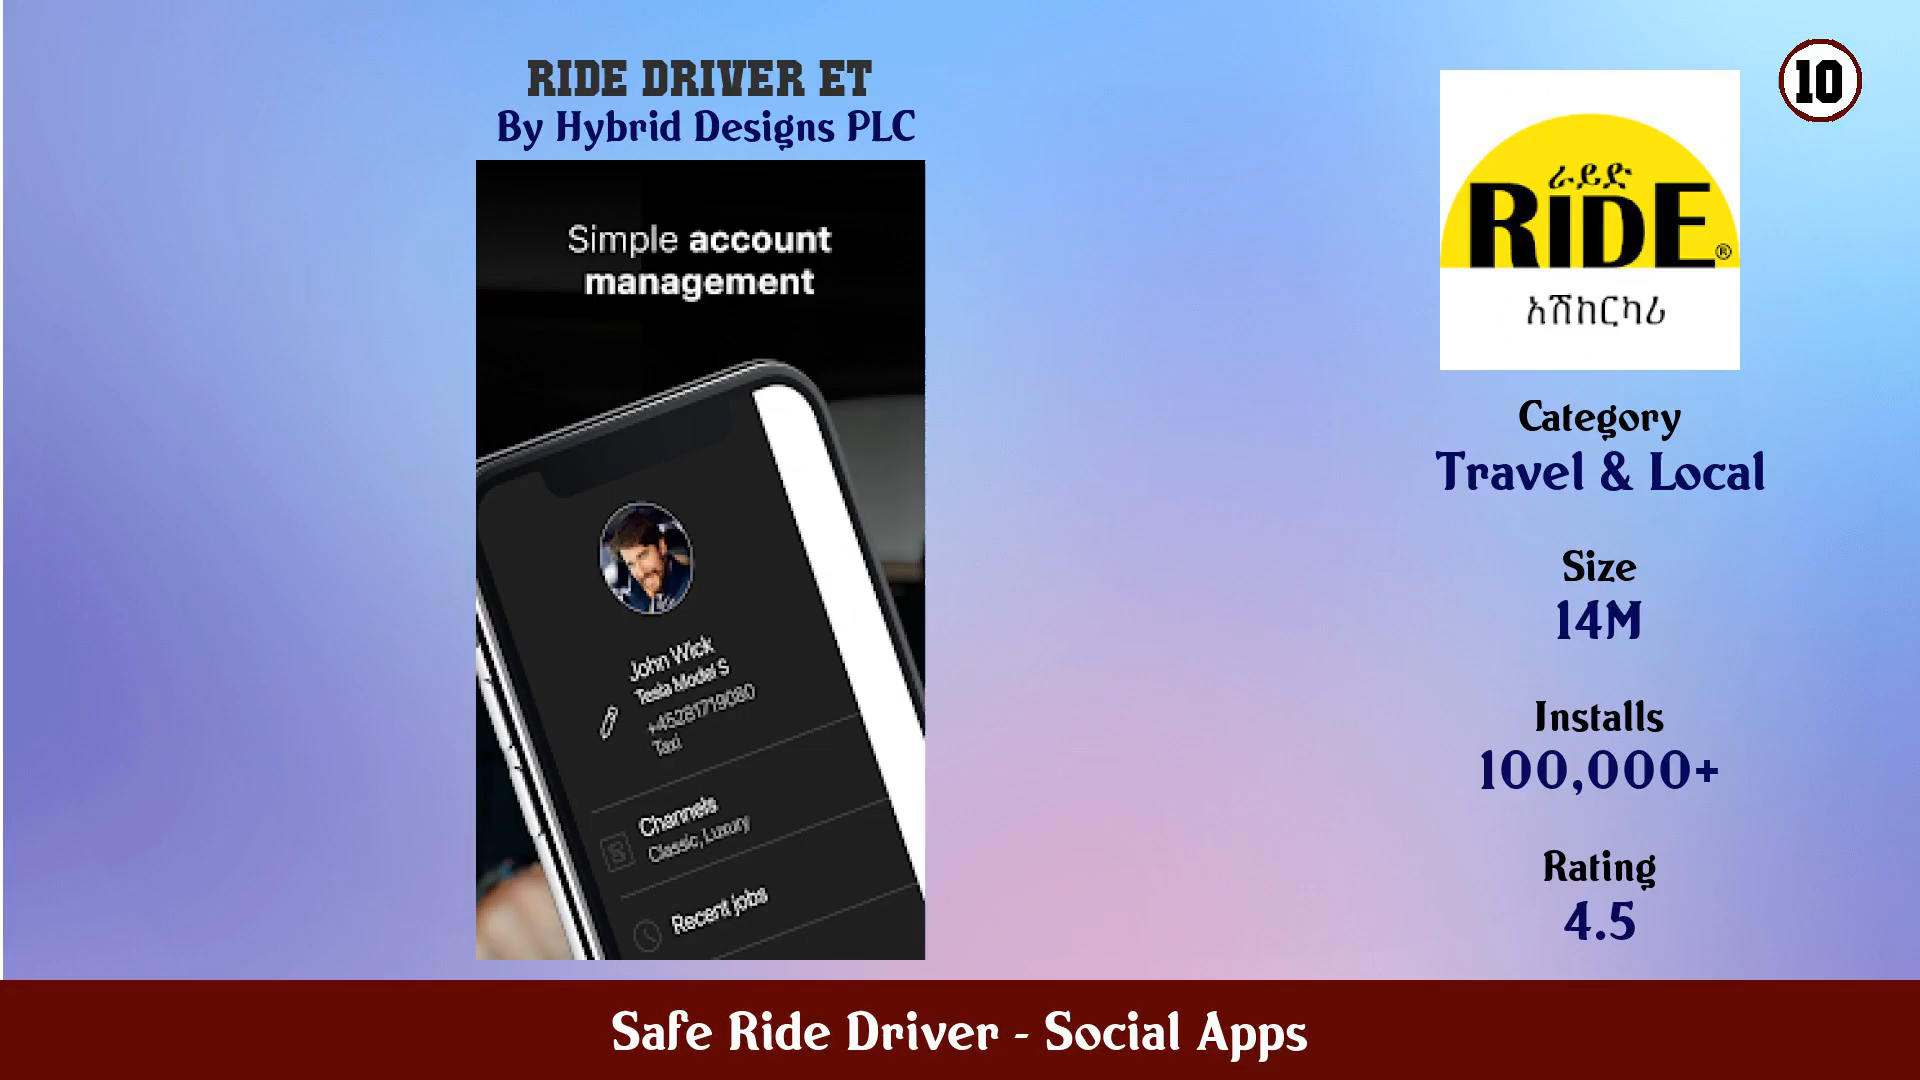 RIDE DRIVER ET
By Hybrid Designs PLC
10
Simple account
management
John Wick
Tesla Model S
+45281719080
Taxi
Channels
Classic, Luxury
Recent jobs
ራይድ
RIDE®
አሽከርካሪ
Category
Travel & Local
Size
14M
Installs
100,000+
Rating
4.5
Safe Ride Driver - Social Apps